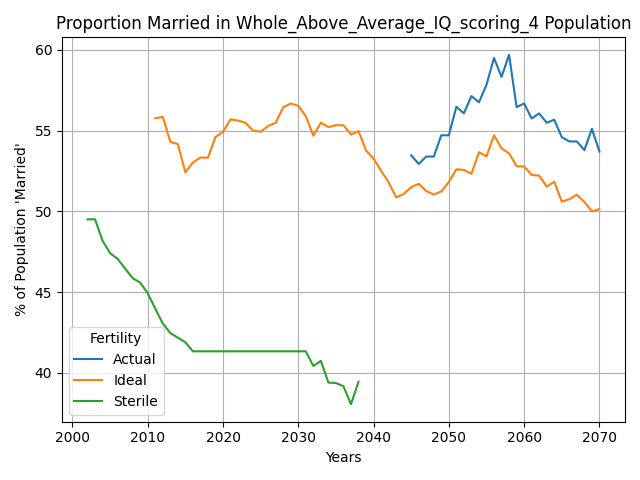 Proportion Married in Whole_Above_Average_IQ_scoring_4 Population
% of Population 'Married'
60
55
50
45
40
Fertility
Actual
Ideal
Sterile
2000 2010 2020 2030 2040 2050 2060 2070
Years